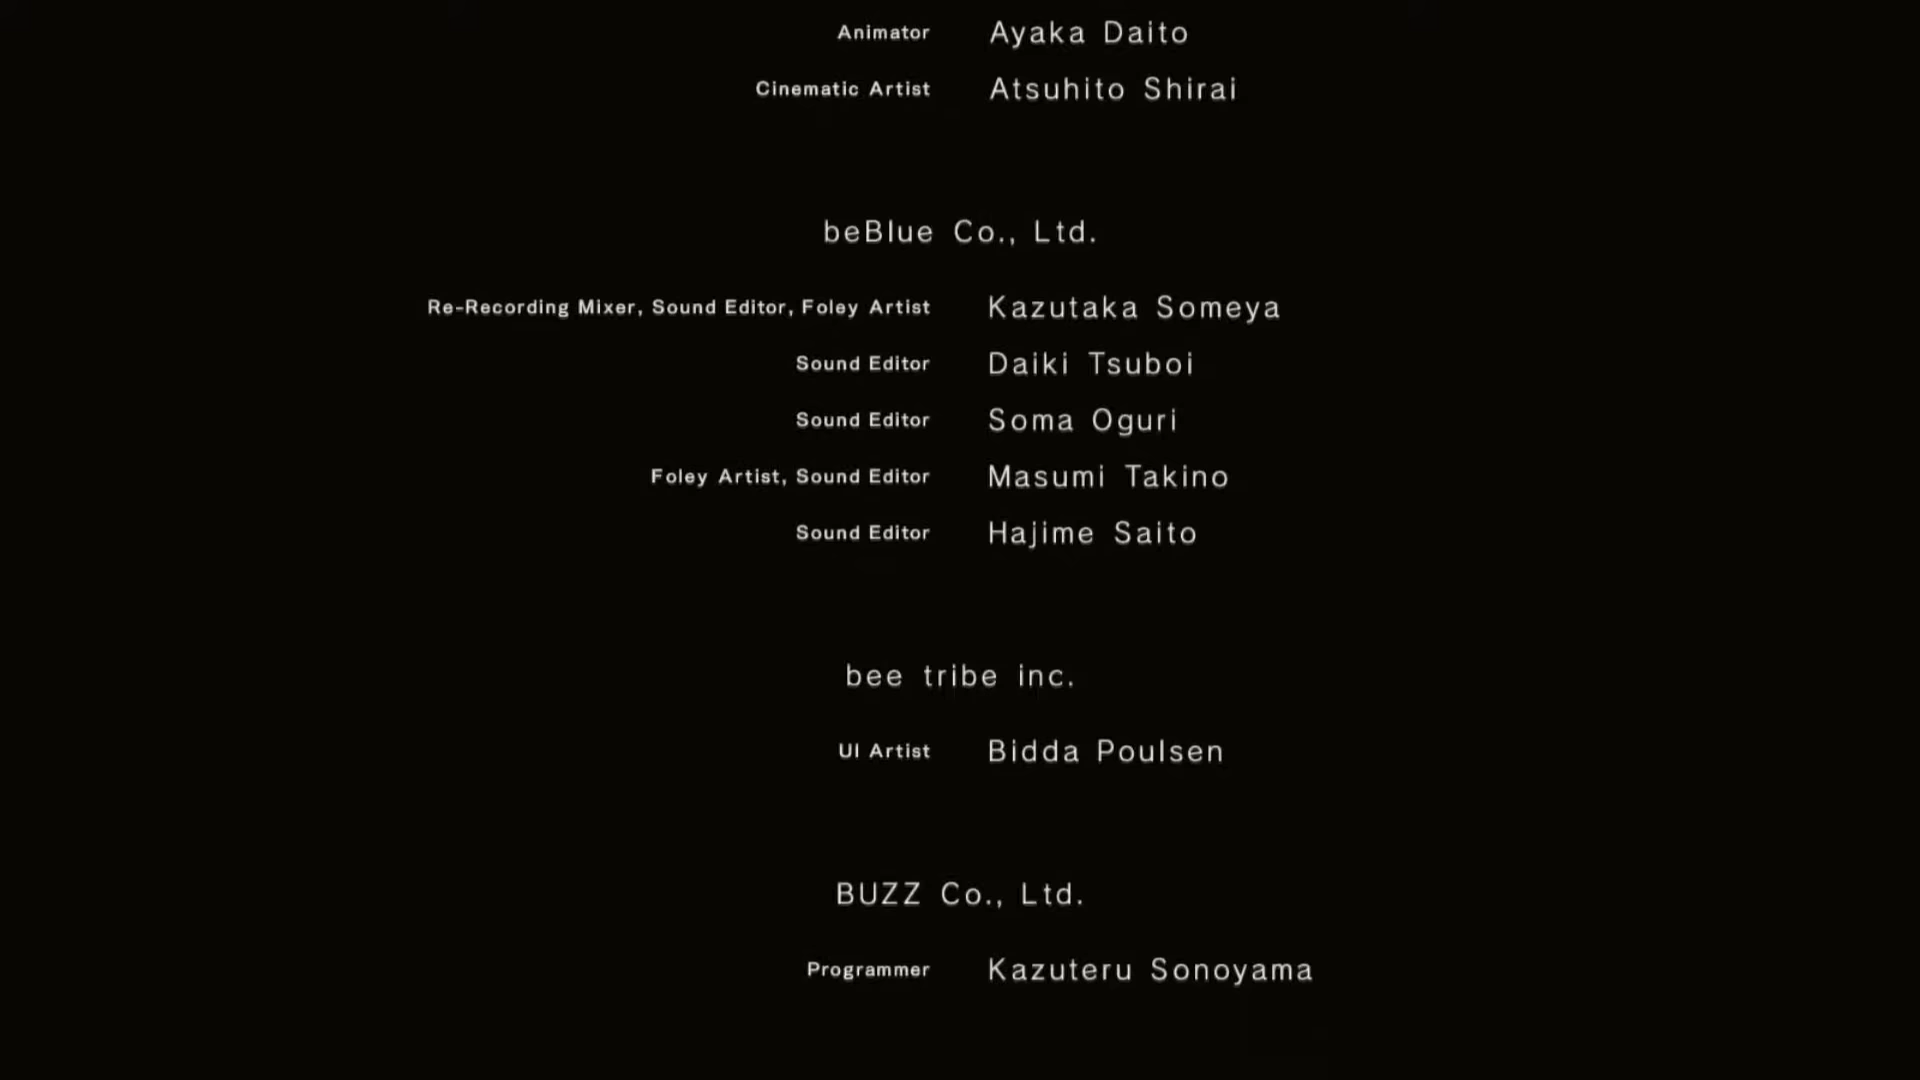 Animator Ayaka Daito
Cinematic Artist Atsuhito Shirai
beBlue Co., Ltd.
Re-Recording Mixer, Sound Editor, Foley Artist Kazutaka Someya
Sound Editor Daiki Tsuboi
Sound Editor Soma Oguri
Foley Artist, Sound Editor Masumi Takino
Sound Editor Hajime Saito
bee tribe inc.
UI Artist Bidda Poulsen
BUZZ Co., Ltd.
Programmer Kazuteru Sonoyama